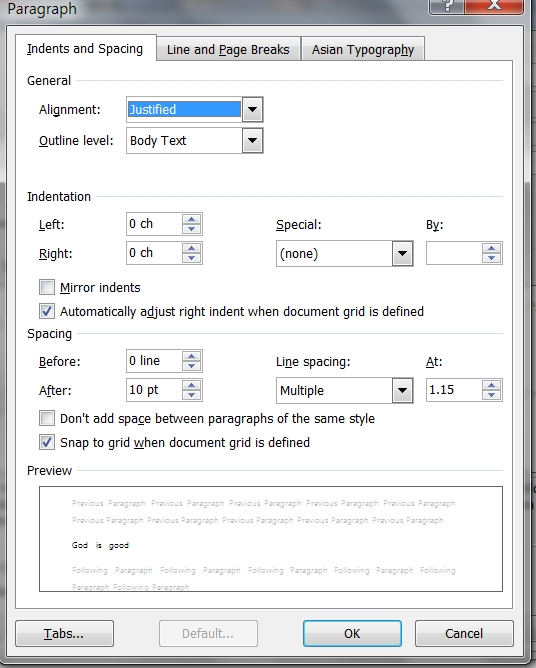 Paragraph
Indents and Spacing Line and Page Breaks Asian Typography
General
Alignment: Justified
Outline level: Body Text
Indentation
Left: 0 ch Special: By:
Right: 0 ch (none)
Mirror indents
Automatically adjust right indent when document grid is defined
Spacing
Before: 0 line Line spacing: At:
After: 10 pt Multiple 1.15
Don't add space between paragraphs of the same style
Snap to grid when document grid is defined
Preview
Previous Paragraph Previous Paragraph Previous Paragraph Previous Paragraph Previous Paragraph
Previous Paragraph Previous Paragraph Previous Paragraph Previous Paragraph Previous Paragraph
God is good
Following Paragraph Following Paragraph Following Paragraph Following Paragraph Following
Paragraph Following Paragraph
Tabs... Default... OK Cancel